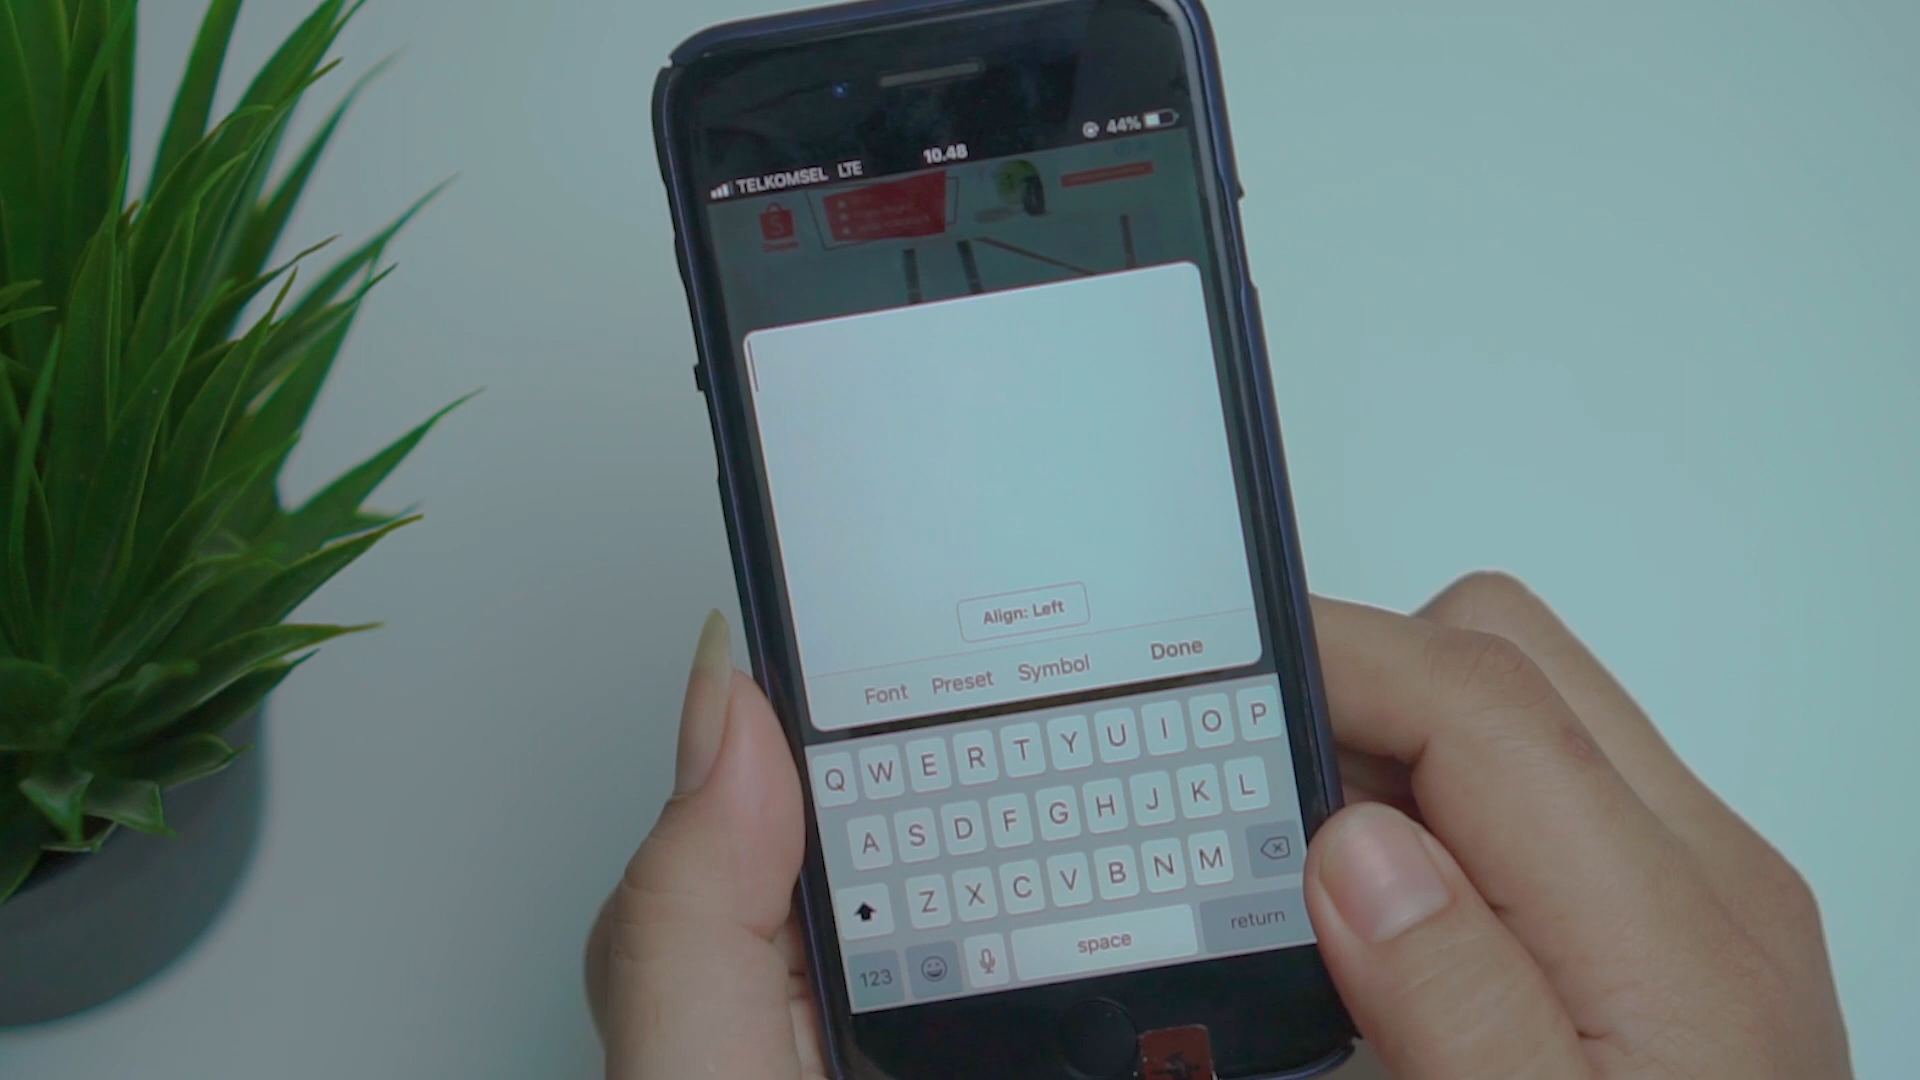 TELKOMSEL LTE 10.48 44%
Align: Left
Font Preset Symbol Done
Q W E R T Y U I O P
A S D F G H J K L
Z X C V B N M
123 space return